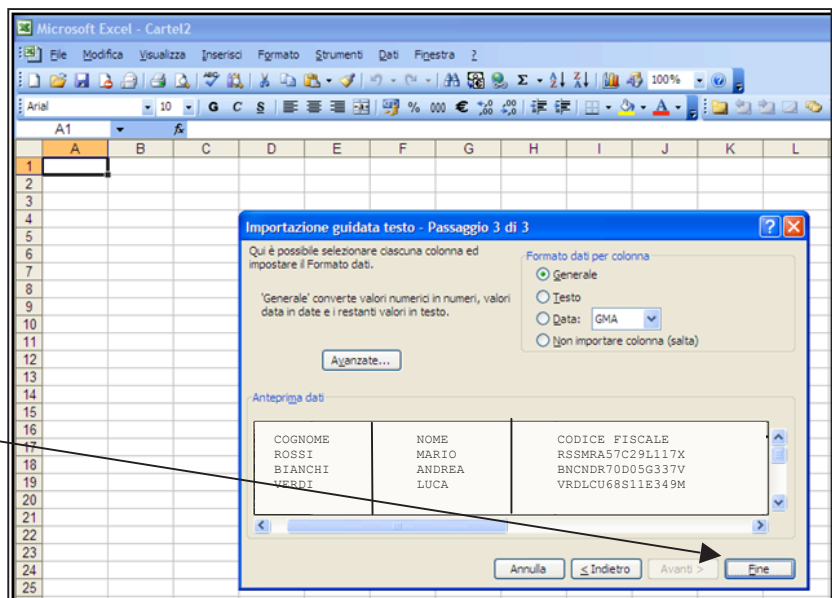 Microsoft Excel - Cartel2
File Modifica Visualizza Inserisci Formato Strumenti Dati Finestra ?
100%
Arial 10 G C S % 000 €
A1 fx
A B C D E F G H I J K L
1
2
3
4
5
6
7
8
9
10
11
12
13
14
15
16
17
18
19
20
21
22
23
24
25
Importazione guidata testo - Passaggio 3 di 3
Qui è possibile selezionare ciascuna colonna ed
impostare il Formato dati.
'Generale' converte valori numerici in numeri, valori
data in date e i restanti valori in testo.
Avanzate...
Formato dati per colonna
Generale
Testo
Data: GMA
Non importare colonna (salta)
Anteprima dati
COGNOME NOME CODICE FISCALE
ROSSI MARIO RSSMRA57C29L117X
BIANCHI ANDREA BNCNDR70D05G337V
VERDI LUCA VRDLCU68S11E349M
Annulla < Indietro Avanti > Fine